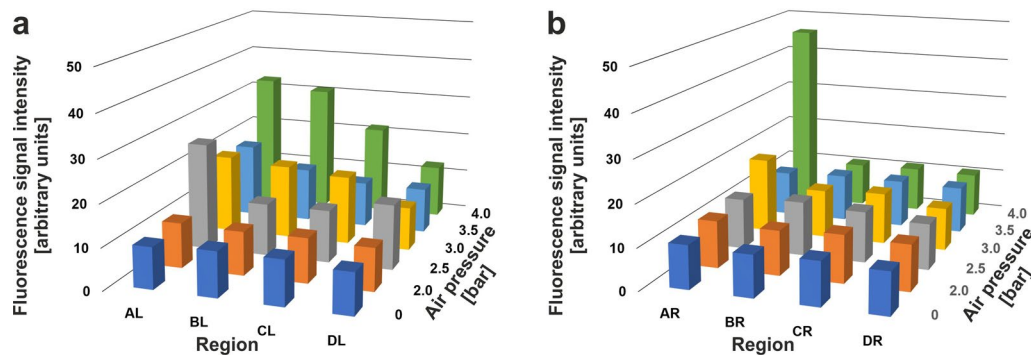 a
Fluorescence signal intensity
[arbitrary units]
50
40
30
20
10
0
AL
BL
CL
DL
Region
0
2.0
2.5
3.0
3.5
4.0
Air pressure
[bar]
b
Fluorescence signal intensity
[arbitrary units]
50
40
30
20
10
0
AR
BR
CR
DR
Region
0
2.0
2.5
3.0
3.5
4.0
Air pressure
[bar]